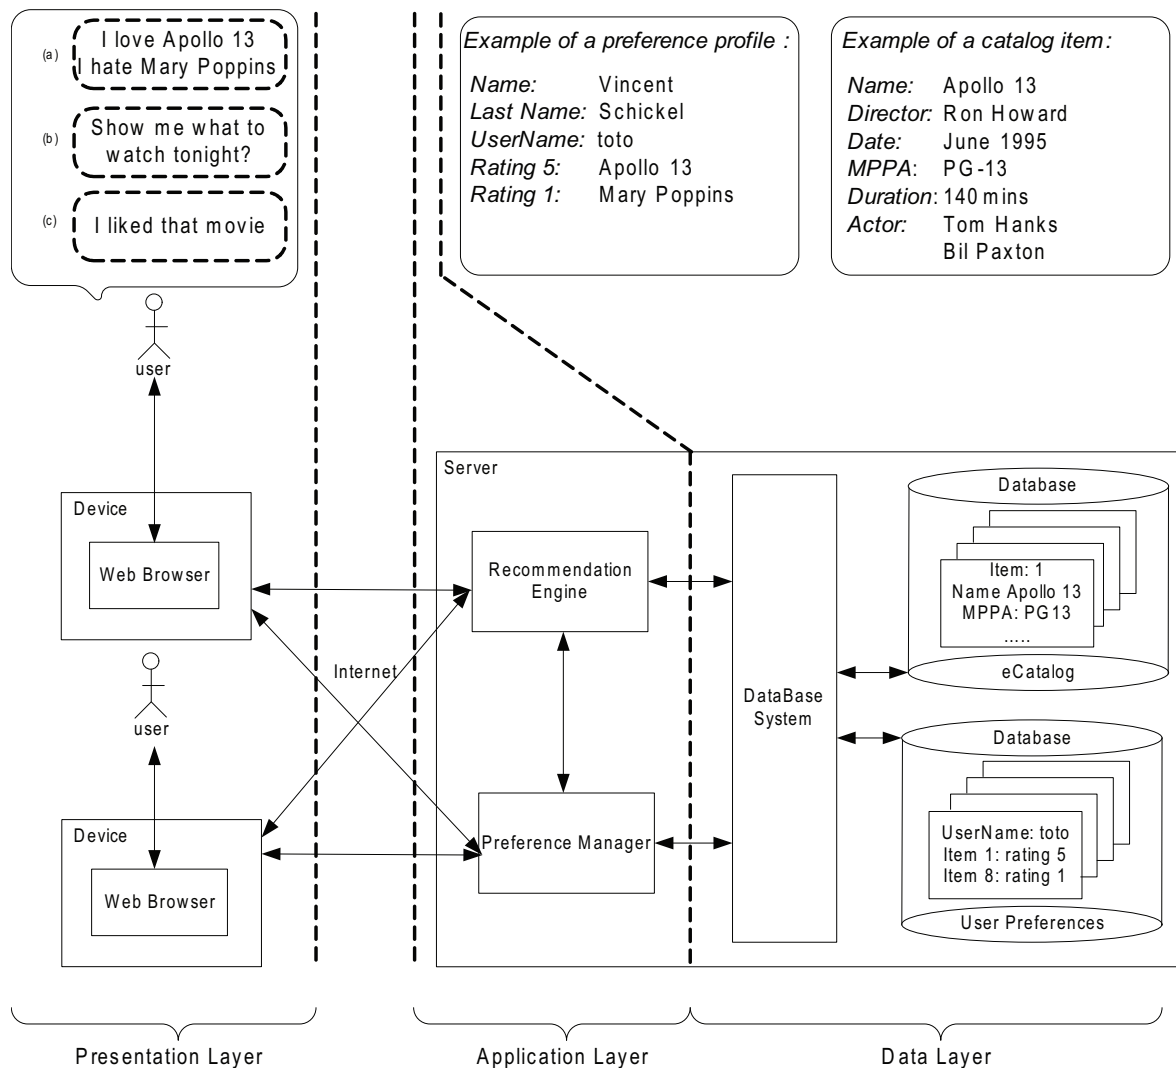 (a)
I love Apollo 13
I hate Mary Poppins
(b)
Show me what to
watch tonight?
(c)
I liked that movie
user
Example of a preference profile :
Name: Vincent
Last Name: Schickel
UserName: toto
Rating 5: Apollo 13
Rating 1: Mary Poppins
Example of a catalog item:
Name: Apollo 13
Director: Ron Howard
Date: June 1995
MPPA: PG-13
Duration: 140 mins
Actor: Tom Hanks
Bil Paxton
Device
Web Browser
user
Device
Web Browser
Internet
Server
Recommendation
Engine
Preference Manager
DataBase
System
Database
Item: 1
Name Apollo 13
MPPA: PG13
.....
eCatalog
Database
UserName: toto
Item 1: rating 5
Item 8: rating 1
User Preferences
Presentation Layer
Application Layer
Data Layer